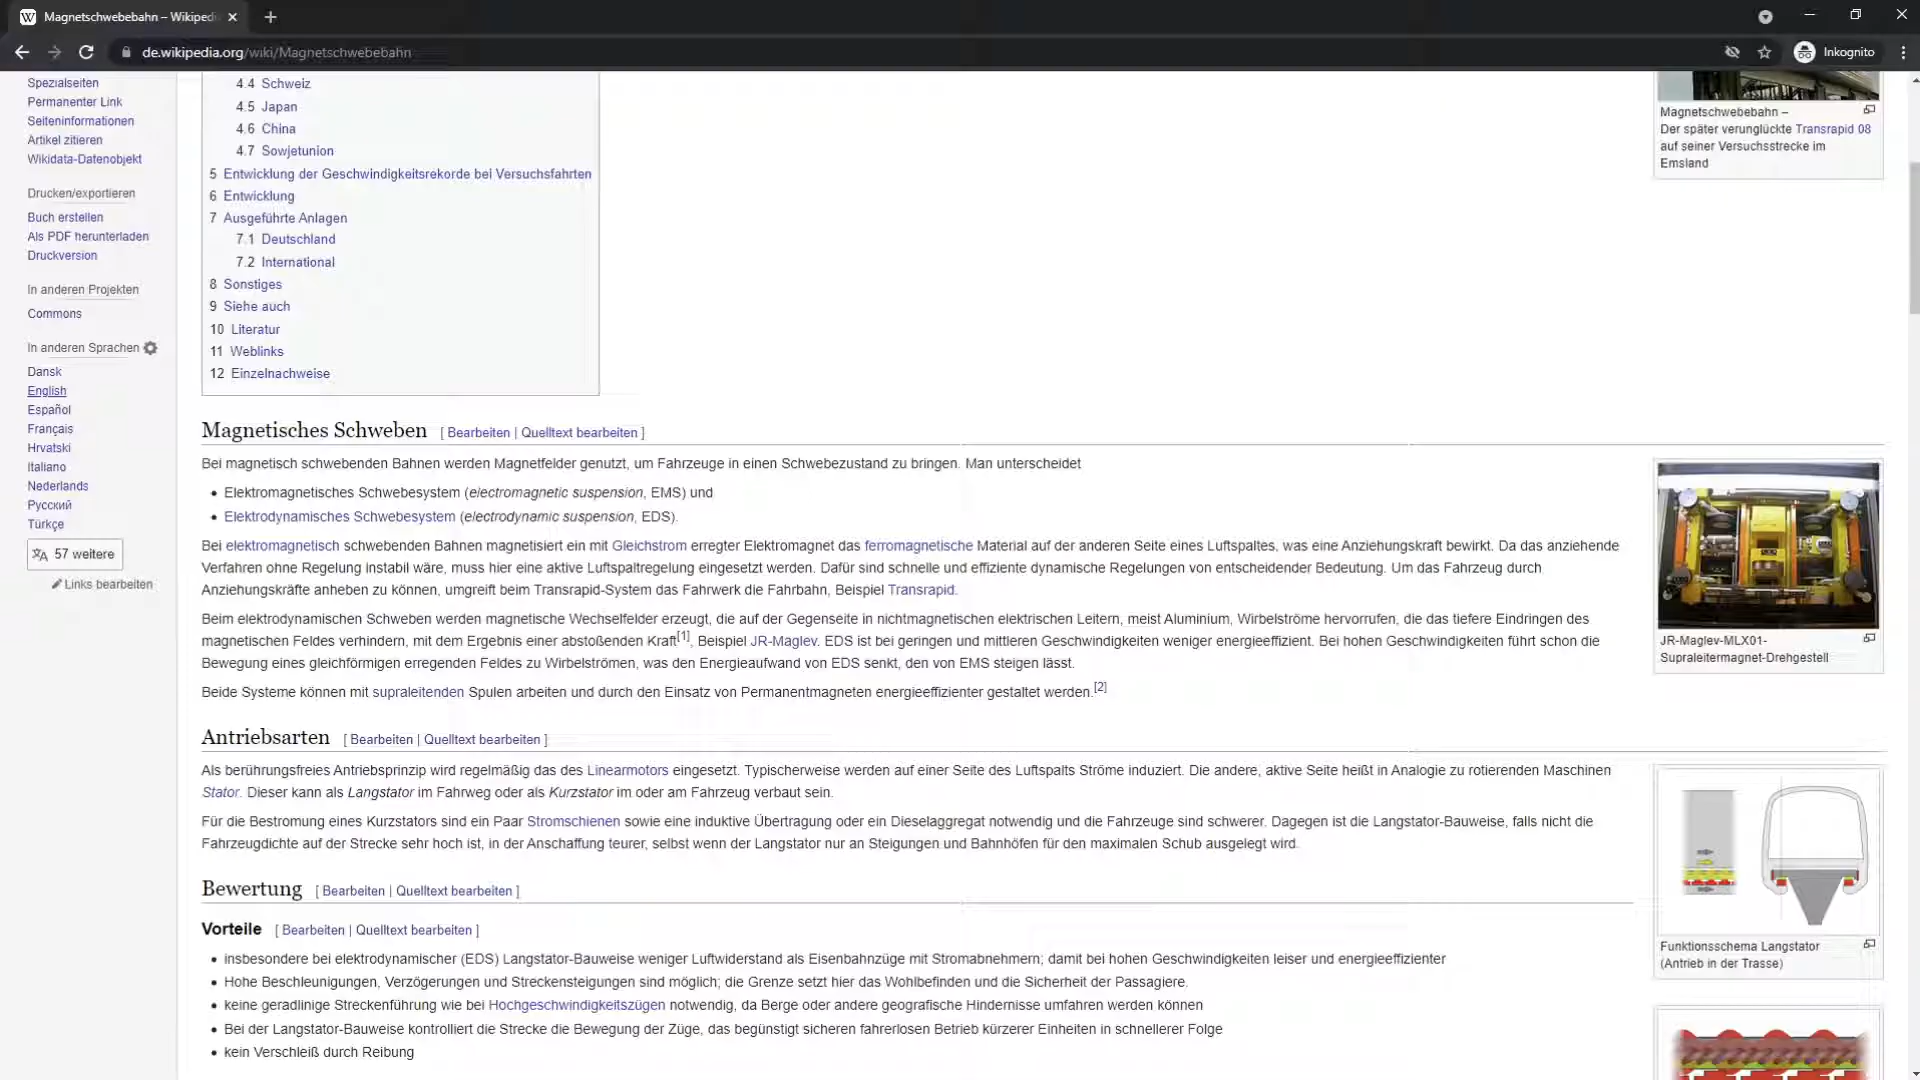 Magnetschwebebahn – Wikipedi
de.wikipedia.org/wiki/Magnetschwebebahn
Inkognito
Spezialseiten
Permanenter Link
Seiteninformationen
Artikel zitieren
Wikidata-Datenobjekt
Drucken/exportieren
Buch erstellen
Als PDF herunterladen
Druckversion
In anderen Projekten
Commons
In anderen Sprachen
Dansk
English
Español
Français
Hrvatski
Italiano
Nederlands
Русский
Türkçe
57 weitere
Links bearbeiten
4.4 Schweiz
4.5 Japan
4.6 China
4.7 Sowjetunion
5 Entwicklung der Geschwindigkeitsrekorde bei Versuchsfahrten
6 Entwicklung
7 Ausgeführte Anlagen
7.1 Deutschland
7.2 International
8 Sonstiges
9 Siehe auch
10 Literatur
11 Weblinks
12 Einzelnachweise
Magnetschwebebahn –
Der später verunglückte Transrapid 08
auf seiner Versuchsstrecke im
Emsland
Magnetisches Schweben [ Bearbeiten | Quelltext bearbeiten ]
Bei magnetisch schwebenden Bahnen werden Magnetfelder genutzt, um Fahrzeuge in einen Schwebezustand zu bringen. Man unterscheidet
• Elektromagnetisches Schwebesystem (electromagnetic suspension, EMS) und
• Elektrodynamisches Schwebesystem (electrodynamic suspension, EDS).
Bei elektromagnetisch schwebenden Bahnen magnetisiert ein mit Gleichstrom erregter Elektromagnet das ferromagnetische Material auf der anderen Seite eines Luftspaltes, was eine Anziehungskraft bewirkt. Da das anziehende
Verfahren ohne Regelung instabil wäre, muss hier eine aktive Luftspaltregelung eingesetzt werden. Dafür sind schnelle und effiziente dynamische Regelungen von entscheidender Bedeutung. Um das Fahrzeug durch
Anziehungskräfte anheben zu können, umgreift beim Transrapid-System das Fahrwerk die Fahrbahn, Beispiel Transrapid.
Beim elektrodynamischen Schweben werden magnetische Wechselfelder erzeugt, die auf der Gegenseite in nichtmagnetischen elektrischen Leitern, meist Aluminium, Wirbelströme hervorrufen, die das tiefere Eindringen des
magnetischen Feldes verhindern, mit dem Ergebnis einer abstoßenden Kraft[1], Beispiel JR-Maglev. EDS ist bei geringen und mittleren Geschwindigkeiten weniger energieeffizient. Bei hohen Geschwindigkeiten führt schon die
Bewegung eines gleichförmigen erregenden Feldes zu Wirbelströmen, was den Energieaufwand von EDS senkt, den von EMS steigen lässt.
Beide Systeme können mit supraleitenden Spulen arbeiten und durch den Einsatz von Permanentmagneten energieeffizienter gestaltet werden.[2]
JR-Maglev-MLX01-
Supraleitermagnet-Drehgestell
Antriebsarten [ Bearbeiten | Quelltext bearbeiten ]
Als berührungsfreies Antriebsprinzip wird regelmäßig das des Linearmotors eingesetzt. Typischerweise werden auf einer Seite des Luftspalts Ströme induziert. Die andere, aktive Seite heißt in Analogie zu rotierenden Maschinen
Stator. Dieser kann als Langstator im Fahrweg oder als Kurzstator im oder am Fahrzeug verbaut sein.
Für die Bestromung eines Kurzstators sind ein Paar Stromschienen sowie eine induktive Übertragung oder ein Dieselaggregat notwendig und die Fahrzeuge sind schwerer. Dagegen ist die Langstator-Bauweise, falls nicht die
Fahrzeugdichte auf der Strecke sehr hoch ist, in der Anschaffung teurer, selbst wenn der Langstator nur an Steigungen und Bahnhöfen für den maximalen Schub ausgelegt wird.
Funktionsschema Langstator
(Antrieb in der Trasse)
Bewertung [ Bearbeiten | Quelltext bearbeiten ]
Vorteile [ Bearbeiten | Quelltext bearbeiten ]
• insbesondere bei elektrodynamischer (EDS) Langstator-Bauweise weniger Luftwiderstand als Eisenbahnzüge mit Stromabnehmern; damit bei hohen Geschwindigkeiten leiser und energieeffizienter
• Hohe Beschleunigungen, Verzögerungen und Streckensteigungen sind möglich; die Grenze setzt hier das Wohlbefinden und die Sicherheit der Passagiere.
• keine geradlinige Streckenführung wie bei Hochgeschwindigkeitszügen notwendig, da Berge oder andere geografische Hindernisse umfahren werden können
• Bei der Langstator-Bauweise kontrolliert die Strecke die Bewegung der Züge, das begünstigt sicheren fahrerlosen Betrieb kürzerer Einheiten in schnellerer Folge
• kein Verschleiß durch Reibung